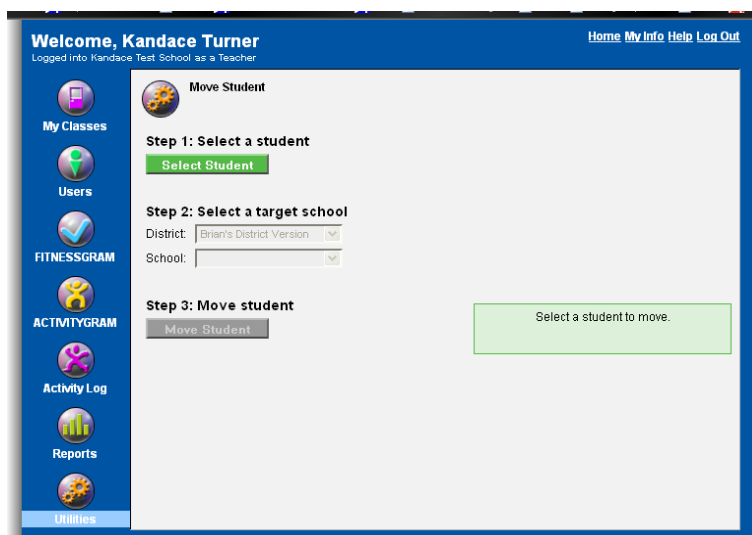 Welcome, Kandace Turner
Home My Info Help Log Out
Logged into Kandace Test School as a Teacher
Move Student
My Classes
Step 1: Select a student
Select Student
Users
Step 2: Select a target school
District: Brian's District Version
School:
FITNESSGRAM
Step 3: Move student
Move Student
Select a student to move.
ACTIVITYGRAM
Activity Log
Reports
Utilities